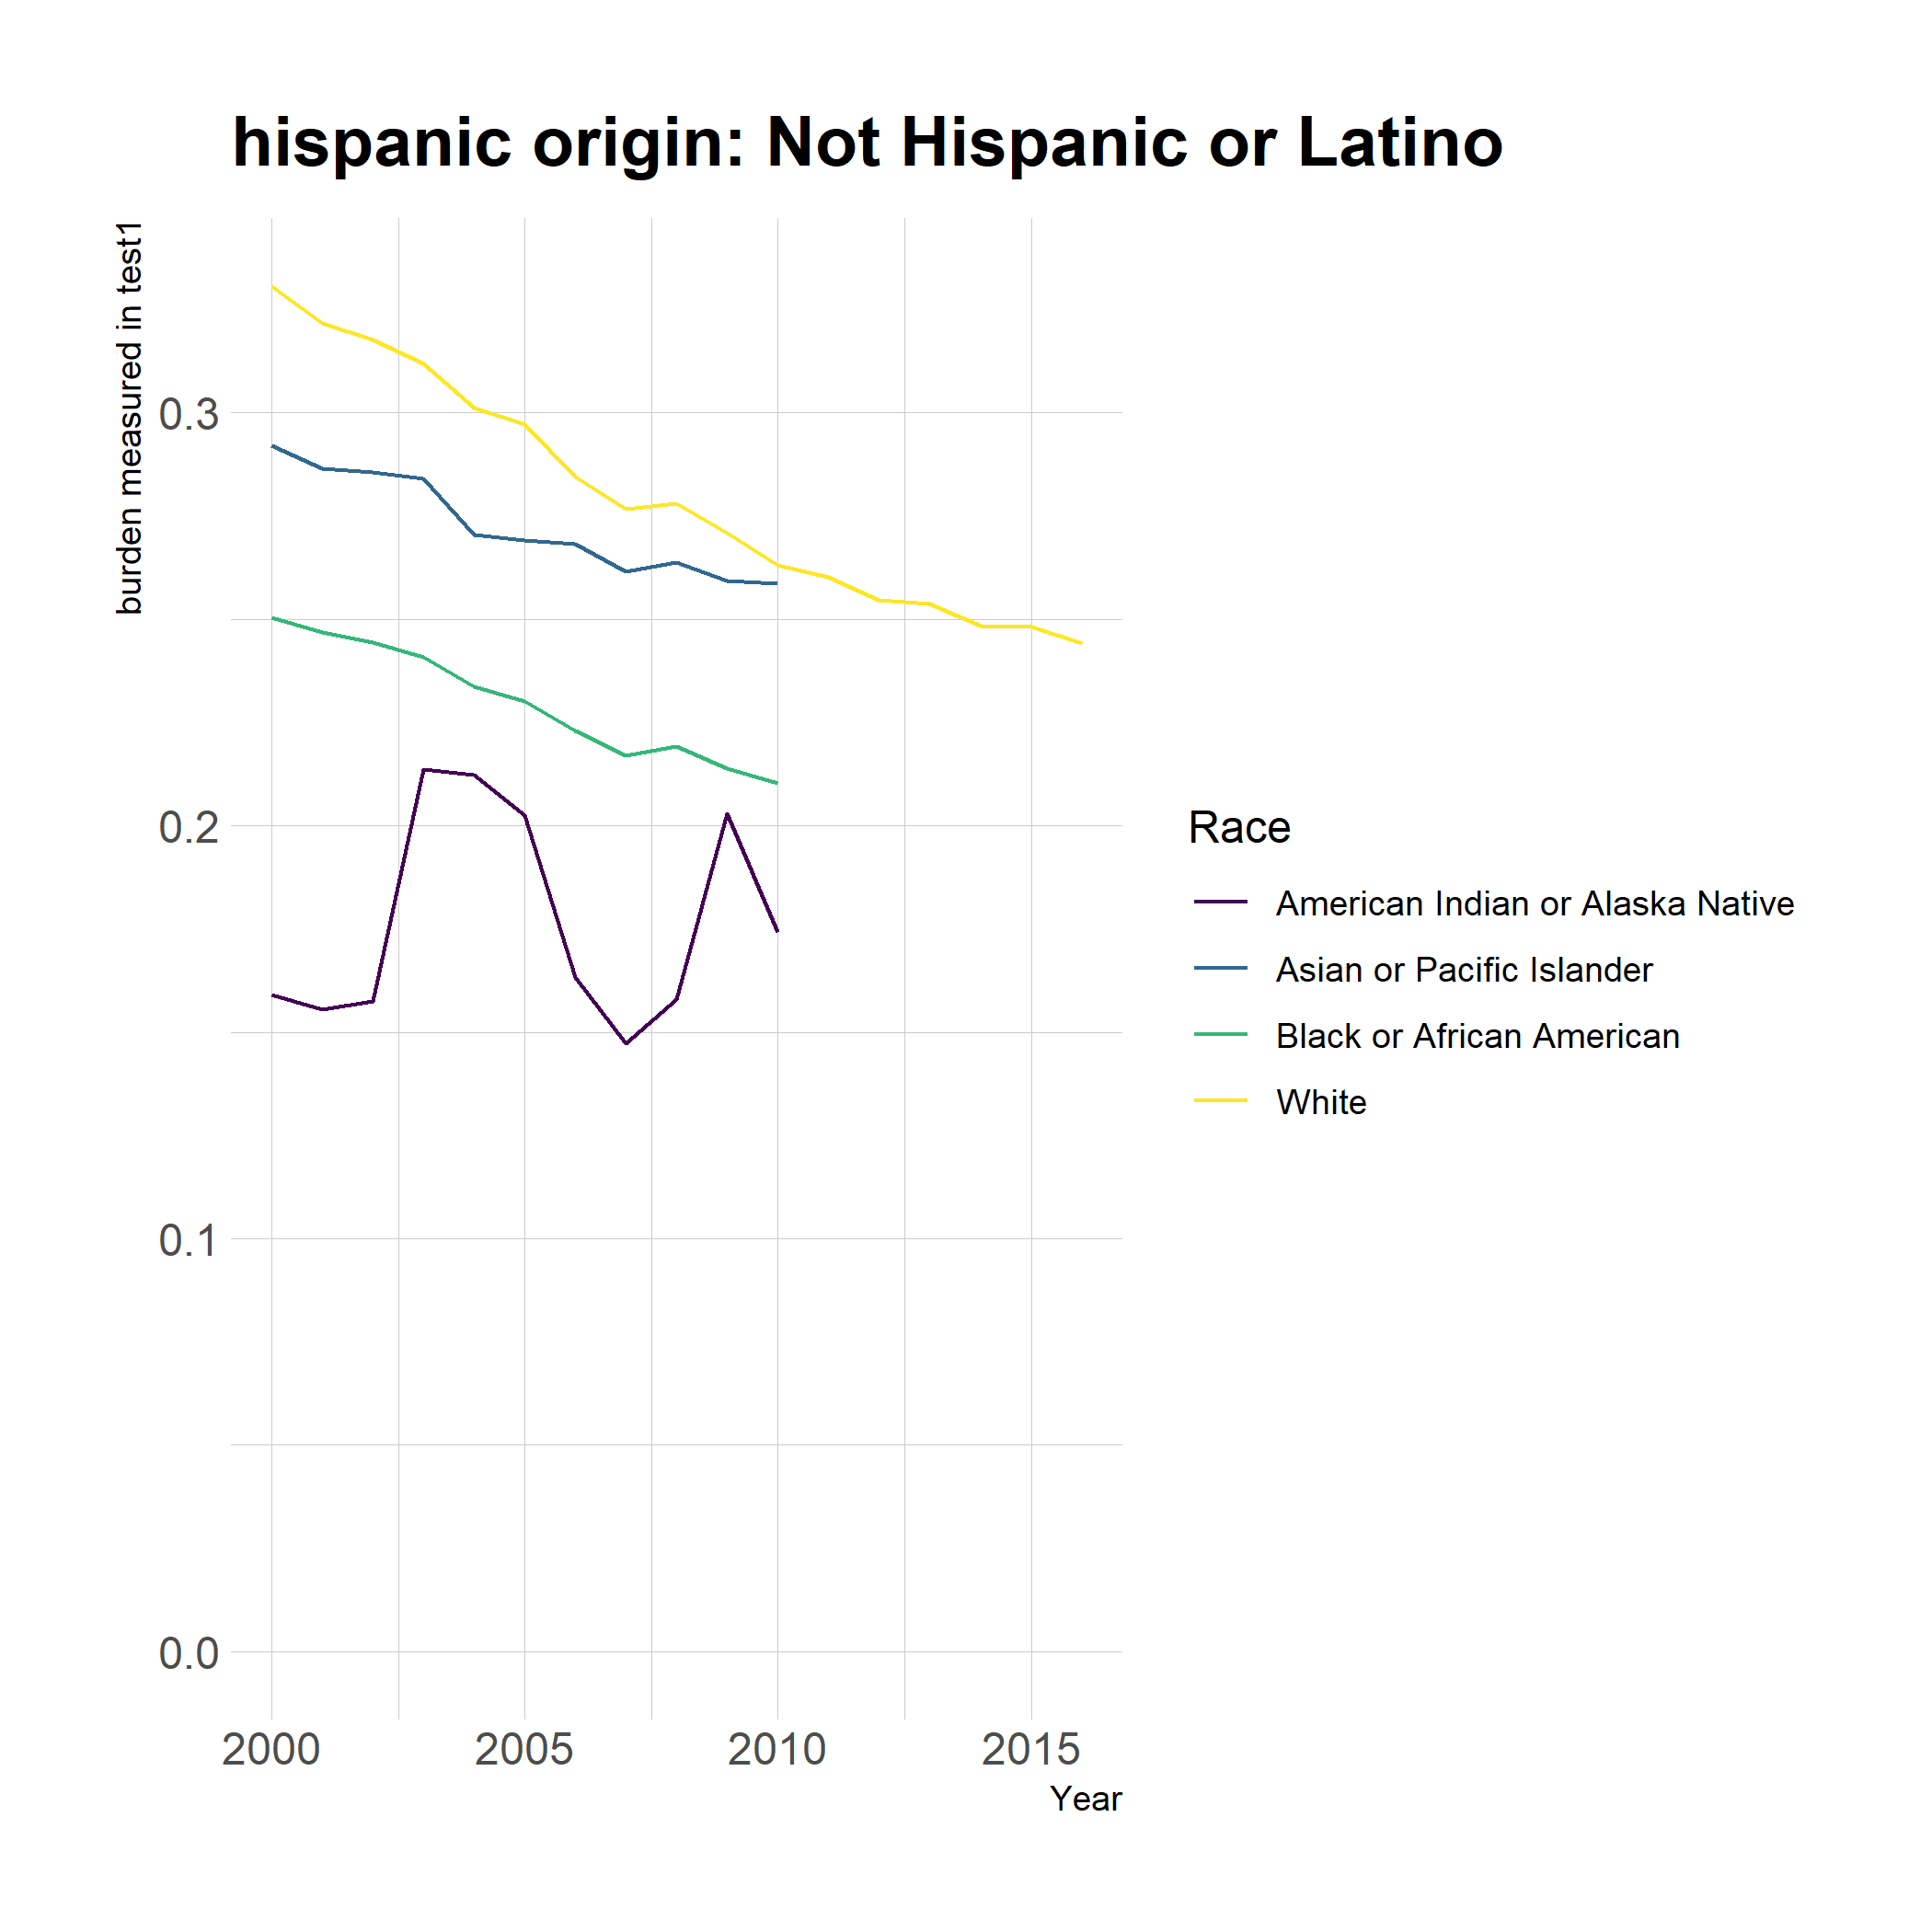 hispanic origin: Not Hispanic or Latino
burden measured in test1
0.3
0.2
0.1
0.0
2000 2005 2010 2015
Year
Race
American Indian or Alaska Native
Asian or Pacific Islander
Black or African American
White